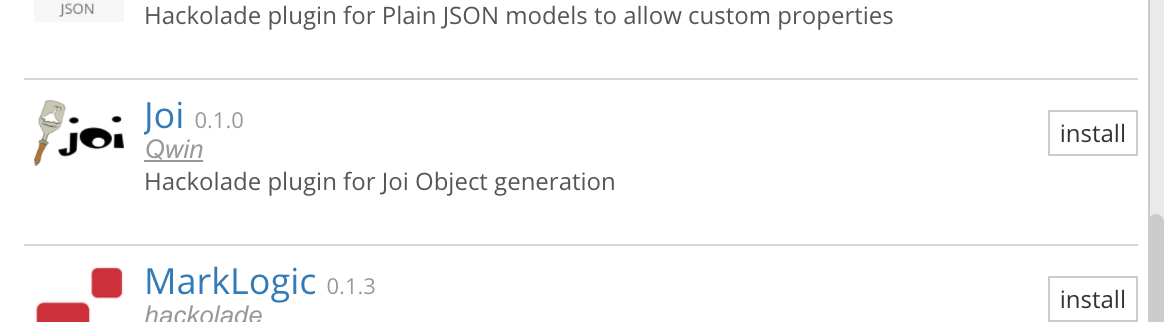 JSON
Hackolade plugin for Plain JSON models to allow custom properties
joi
Joi 0.1.0
Qwin
install
Hackolade plugin for Joi Object generation
MarkLogic 0.1.3
hackolade
install